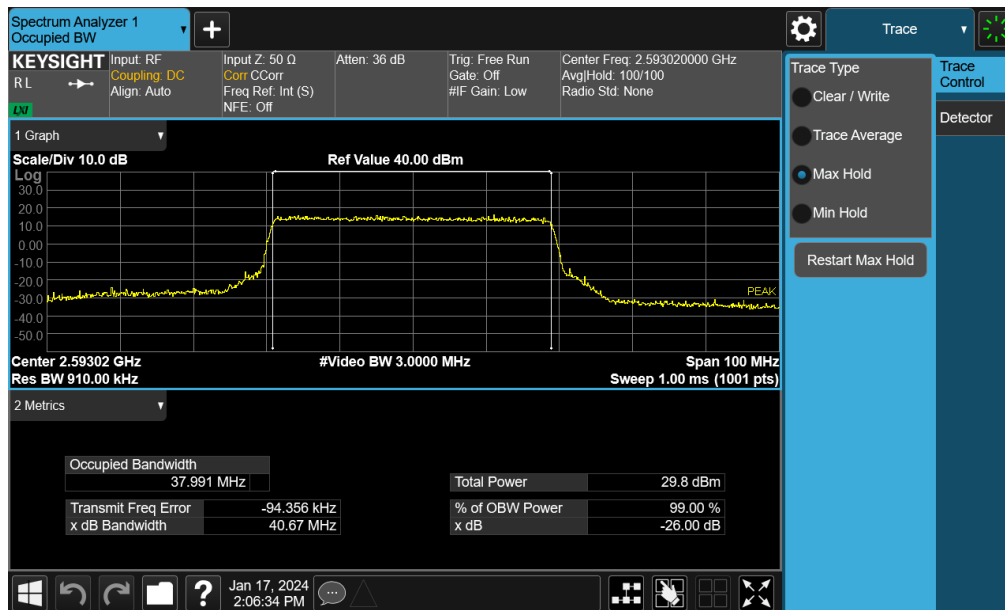 Spectrum Analyzer 1
Occupied BW
Trace
KEYSIGHT
RL
LXI
Input: RF
Coupling: DC
Align: Auto
Input Z: 50 Ω
Corr CCorr
Freq Ref: Int (S)
NFE: Off
Atten: 36 dB
Trig: Free Run
Gate: Off
#IF Gain: Low
Center Freq: 2.593020000 GHz
Avg|Hold: 100/100
Radio Std: None
Trace Type
Clear / Write
Trace Average
Max Hold
Min Hold
Restart Max Hold
Trace
Control
Detector
1 Graph
Scale/Div 10.0 dB
Ref Value 40.00 dBm
Log
30.0
20.0
10.0
0.00
-10.0
-20.0
-30.0
-40.0
-50.0
PEAK
Center 2.59302 GHz
#Video BW 3.0000 MHz
Span 100 MHz
Res BW 910.00 kHz
Sweep 1.00 ms (1001 pts)
2 Metrics
Occupied Bandwidth
37.991 MHz
Total Power 29.8 dBm
Transmit Freq Error -94.356 kHz
% of OBW Power 99.00 %
x dB Bandwidth 40.67 MHz
x dB -26.00 dB
?
Jan 17, 2024
2:06:34 PM